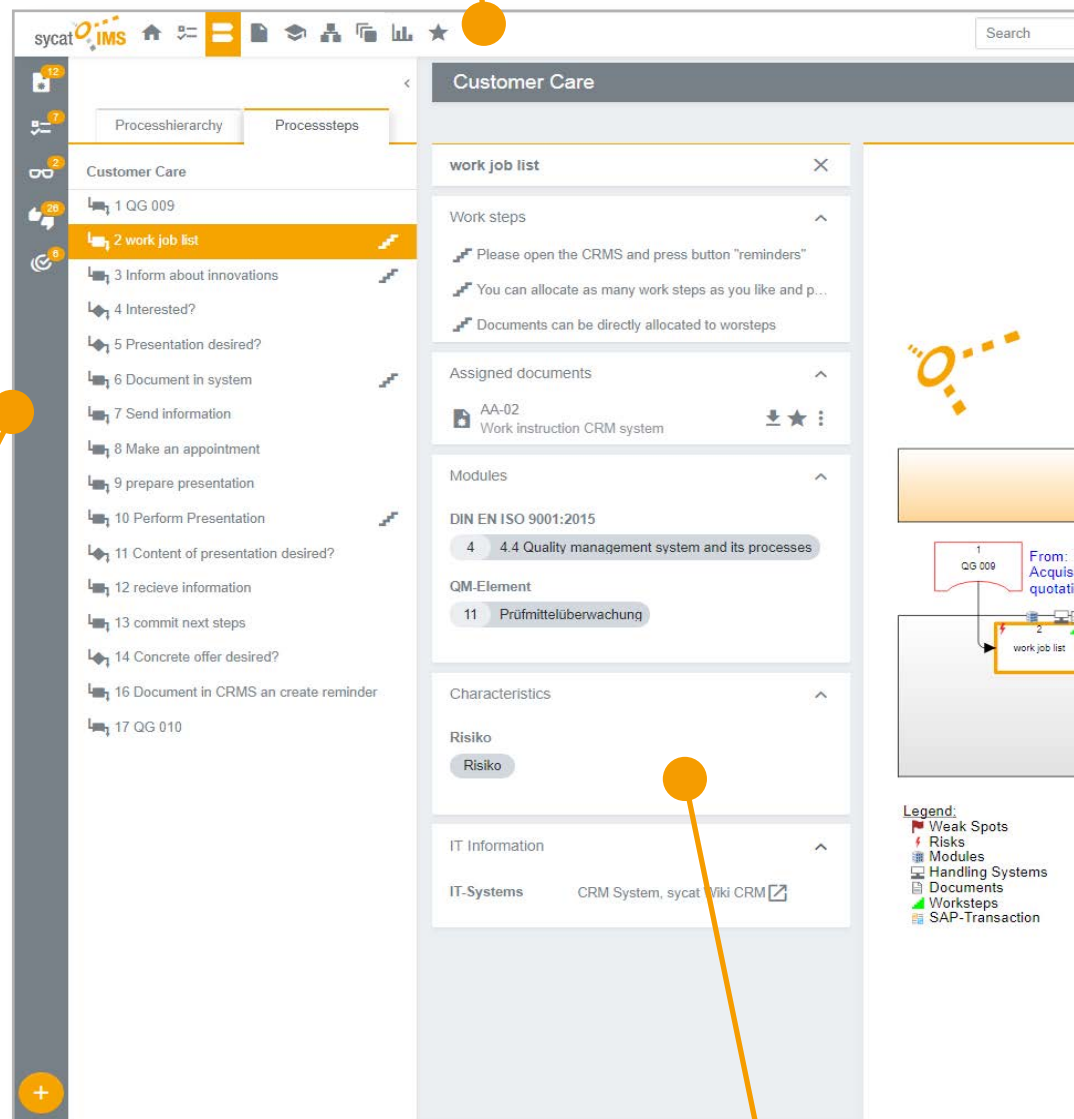 sycat IMS
Search
12
7
2
26
6
Processhierarchy
Processsteps
Customer Care
1 QG 009
2 work job list
3 Inform about innovations
4 Interested?
5 Presentation desired?
6 Document in system
7 Send information
8 Make an appointment
9 prepare presentation
10 Perform Presentation
11 Content of presentation desired?
12 recieve information
13 commit next steps
14 Concrete offer desired?
16 Document in CRMS an create reminder
17 QG 010
Customer Care
work job list
Work steps
Please open the CRMS and press button "reminders"
You can allocate as many work steps as you like and p...
Documents can be directly allocated to worsteps
Assigned documents
AA-02
Work instruction CRM system
Modules
DIN EN ISO 9001:2015
4 4.4 Quality management system and its processes
QM-Element
11 Prüfmittelüberwachung
Characteristics
Risiko
Risiko
IT Information
IT-Systems CRM System, sycat Wiki CRM
1
QG 009
From:
Acquis
quotati
2
work job list
Legend:
Weak Spots
Risks
Modules
Handling Systems
Documents
Worksteps
SAP-Transaction